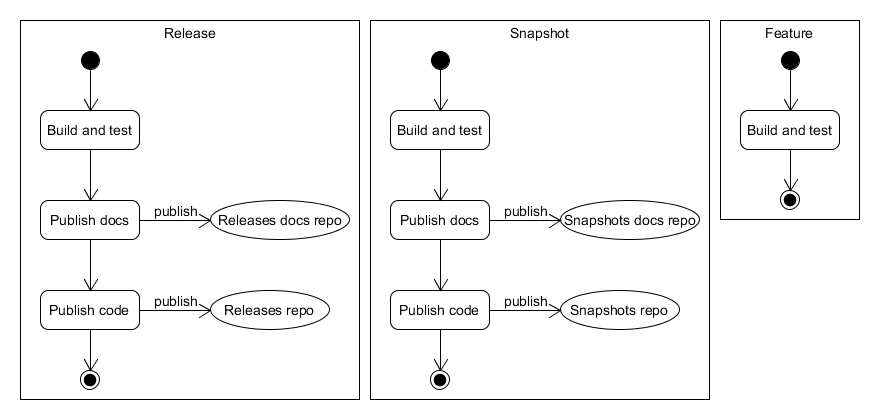 Release
Build and test
Publish docs
publish
Releases docs repo
Publish code
publish
Releases repo
Snapshot
Build and test
Publish docs
publish
Snapshots docs repo
Publish code
publish
Snapshots repo
Feature
Build and test